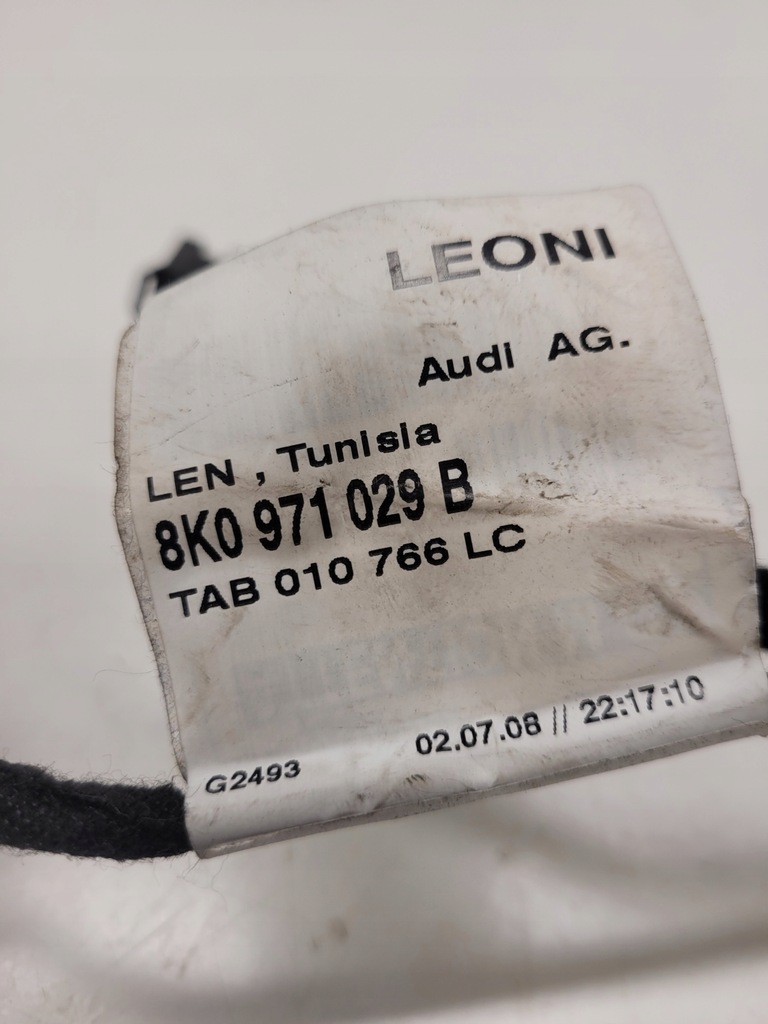 LEONI
Audi AG.
LEN , Tunisia
8K0 971 029 B
TAB 010 766 LC
G2493 02.07.08 // 22:17:10